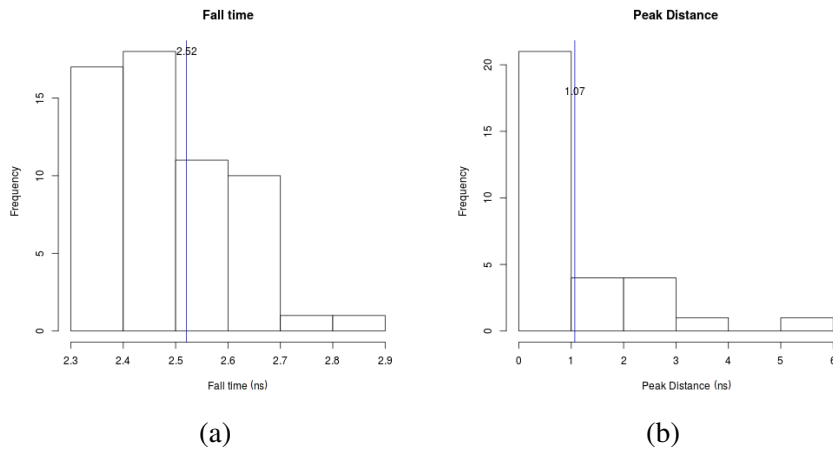 Fall time
2.52
Frequency
0
5
10
15
2.3 2.4 2.5 2.6 2.7 2.8 2.9
Fall time (ns)
(a)
Peak Distance
1.07
Frequency
0
5
10
15
20
0 1 2 3 4 5 6
Peak Distance (ns)
(b)